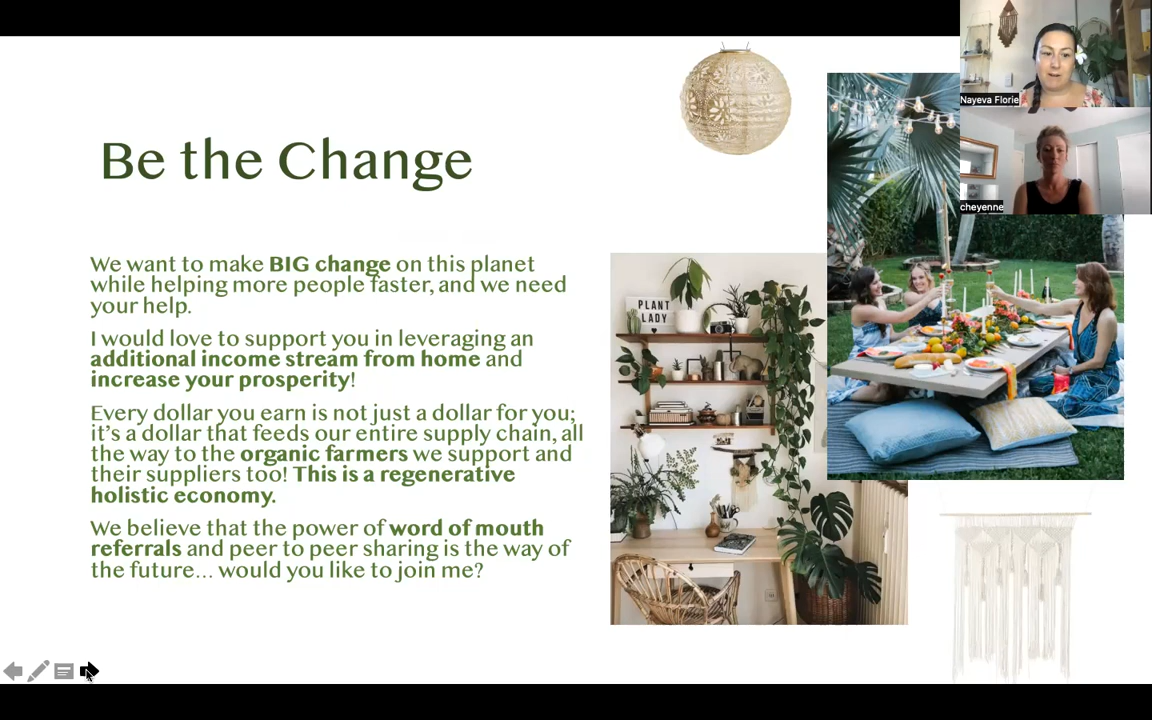 Be the Change
We want to make BIG change on this planet
while helping more people faster, and we need
your help.
I would love to support you in leveraging an
additional income stream from home and
increase your prosperity!
Every dollar you earn is not just a dollar for you;
it's a dollar that feeds our entire supply chain, all
the way to the organic farmers we support and
their suppliers too! This is a regenerative
holistic economy.
We believe that the power of word of mouth
referrals and peer to peer sharing is the way of
the future... would you like to join me?
PLANT
LADY
Nayeva Florie
cheyenne